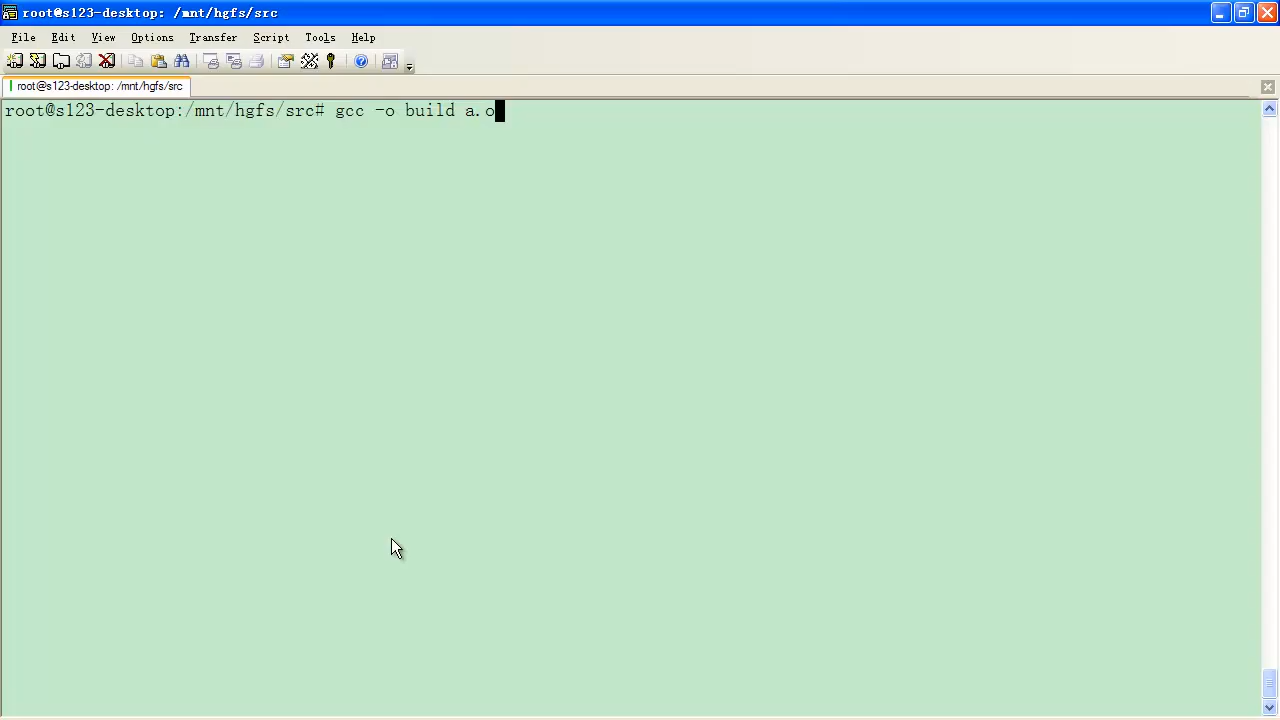 root@s123-desktop: /mnt/hgfs/src
File Edit View Options Transfer Script Tools Help
root@s123-desktop: /mnt/hgfs/src
root@s123-desktop:/mnt/hgfs/src# gcc -o build a.o